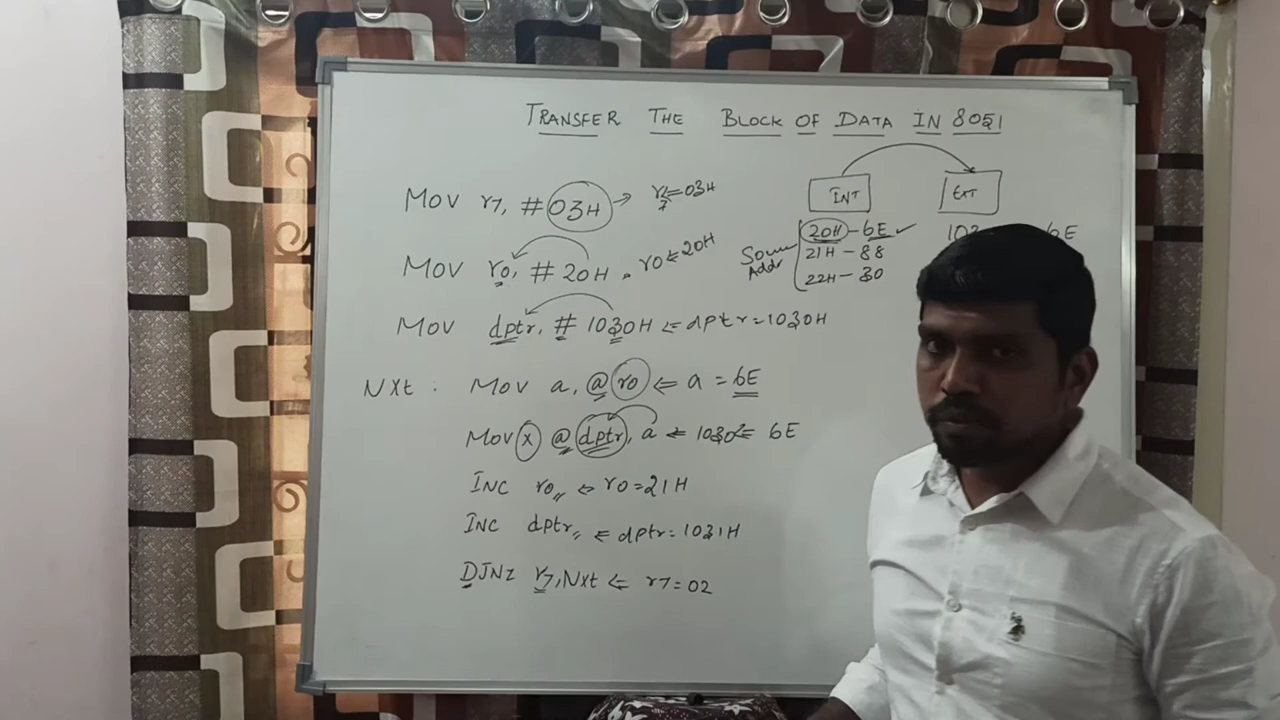 TRANSFER THE BLOCK OF DATA IN 8051
MOV r7, #03H → r7=03H
INT
EXT
MOV r0, #20H r0⇐20H
Sour Addr
20H-6E ✓
21H-88
22H-30
6E
MOV dptr, #1030H ⇐ dptr=1030H
NXt : MOV a, @r0 ⇐ a = 6E
MOVX @dptr, a ⇐ 1030⇐ 6E
INC r0 ⇐ r0=21H
INC dptr ⇐ dptr=1031H
DJNZ r7, NXt ⇐ r7=02